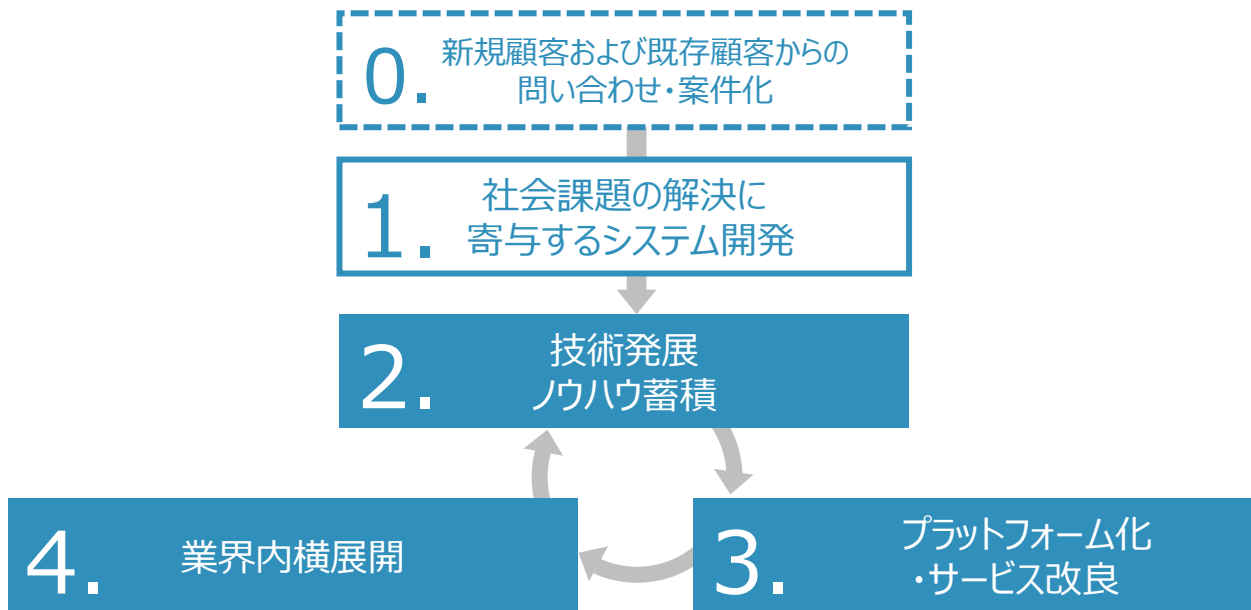 0.
新規顧客および既存顧客からの
問い合わせ・案件化
1.
社会課題の解決に
寄与するシステム開発
2.
技術発展
ノウハウ蓄積
4.
業界内横展開
3.
プラットフォーム化
・サービス改良